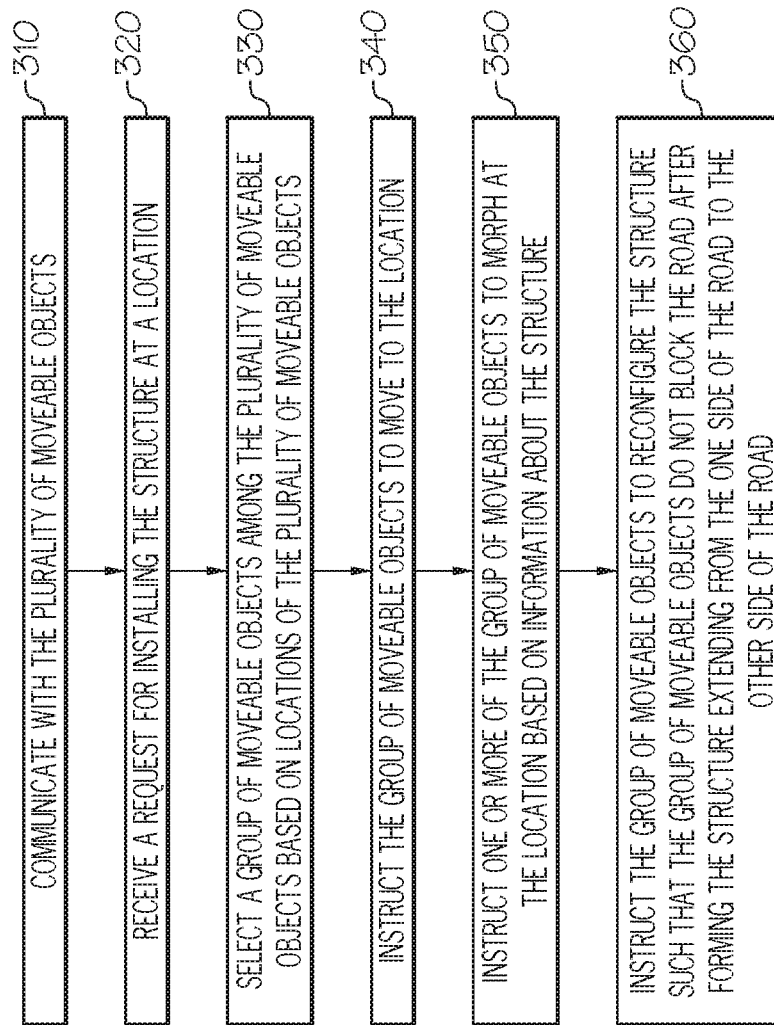 COMMUNICATE WITH THE PLURALITY OF MOVEABLE OBJECTS
310
RECEIVE A REQUEST FOR INSTALLING THE STRUCTURE AT A LOCATION
320
SELECT A GROUP OF MOVEABLE OBJECTS AMONG THE PLURALITY OF MOVEABLE
OBJECTS BASED ON LOCATIONS OF THE PLURALITY OF MOVEABLE OBJECTS
330
INSTRUCT THE GROUP OF MOVEABLE OBJECTS TO MOVE TO THE LOCATION
340
INSTRUCT ONE OR MORE OF THE GROUP OF MOVEABLE OBJECTS TO MORPH AT
THE LOCATION BASED ON INFORMATION ABOUT THE STRUCTURE
350
INSTRUCT THE GROUP OF MOVEABLE OBJECTS TO RECONFIGURE THE STRUCTURE
SUCH THAT THE GROUP OF MOVEABLE OBJECTS DO NOT BLOCK THE ROAD AFTER
FORMING THE STRUCTURE EXTENDING FROM THE ONE SIDE OF THE ROAD TO THE
OTHER SIDE OF THE ROAD
360